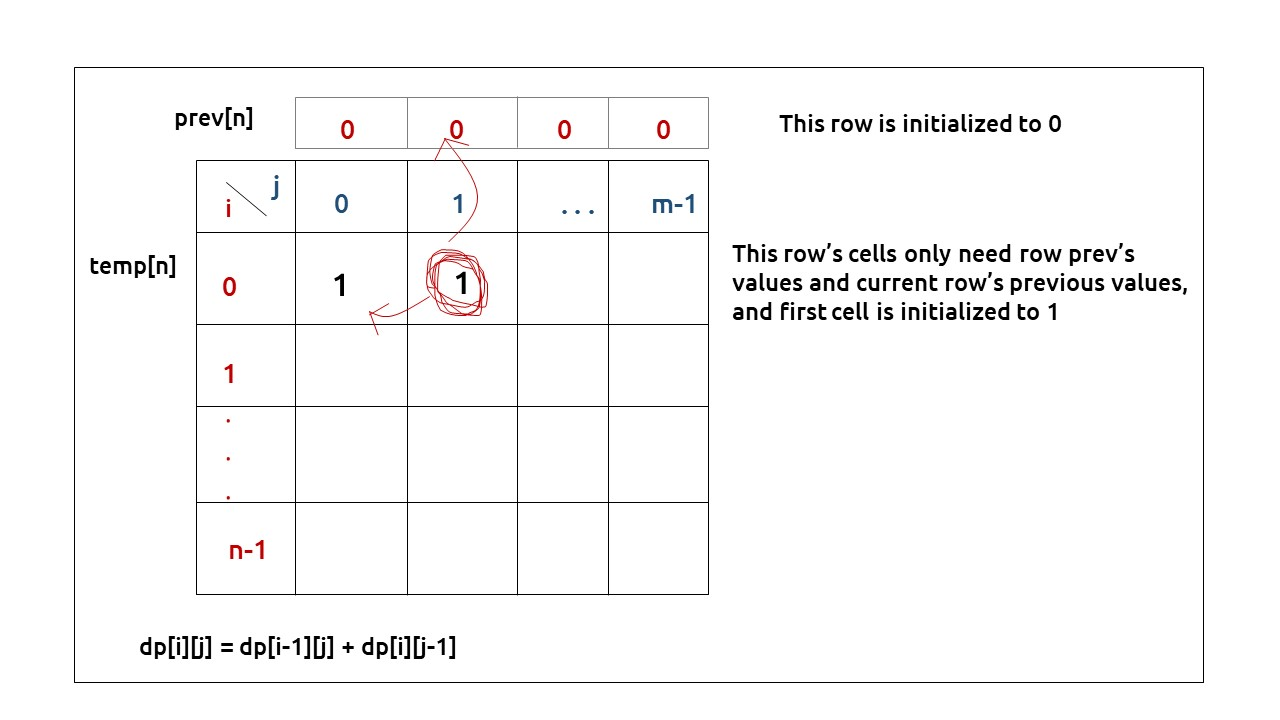 prev[n] 0 0 0 0 This row is initialized to 0
i j 0 1 ... m-1
temp[n] 0 1 1
This row's cells only need row prev's
values and current row's previous values,
and first cell is initialized to 1
1
.
.
.
n-1
dp[i][j] = dp[i-1][j] + dp[i][j-1]